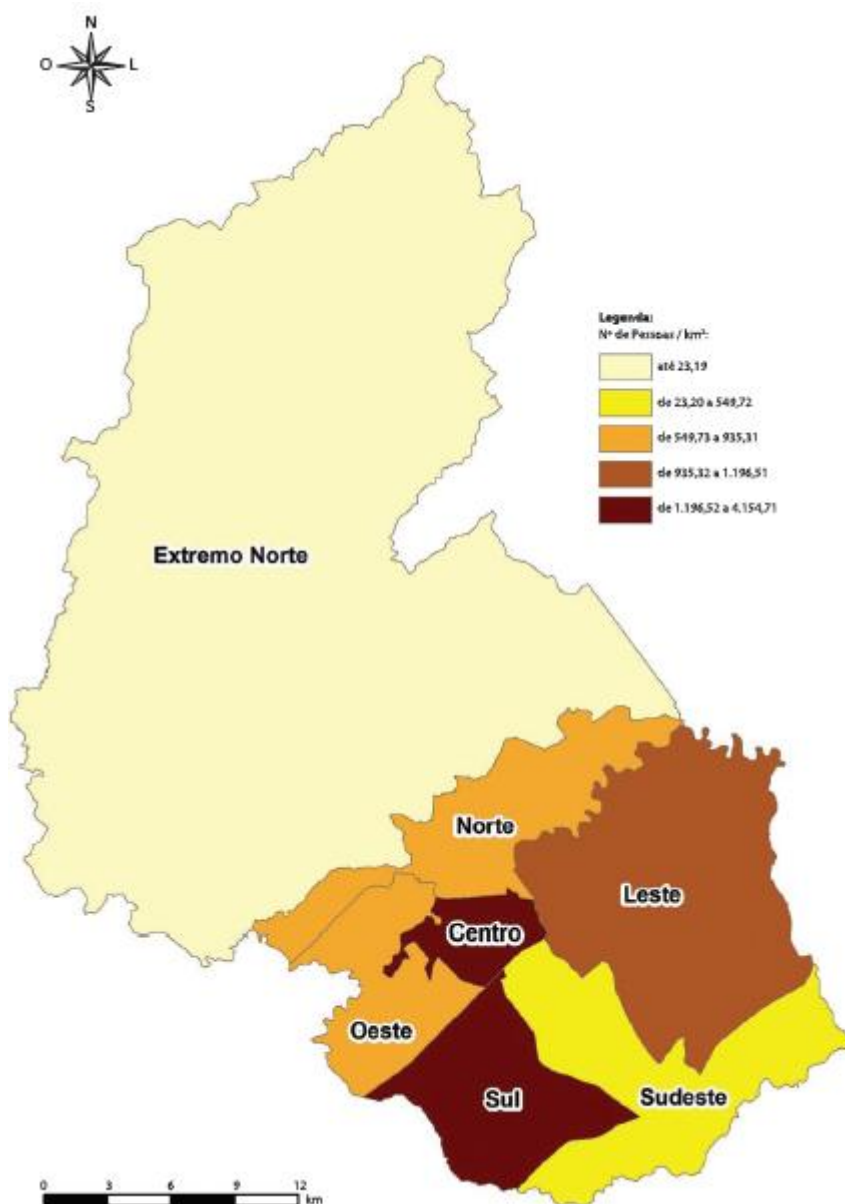 N
O L
S
Legenda:
Nº de Pessoas / km²:
até 23,19
de 23,20 a 549,72
de 549,73 a 935,31
de 935,32 a 1.196,51
de 1.196,52 a 4.154,71
Extremo Norte
Norte
Leste
Centro
Oeste
Sul
Sudeste
0 3 6 9 12
km